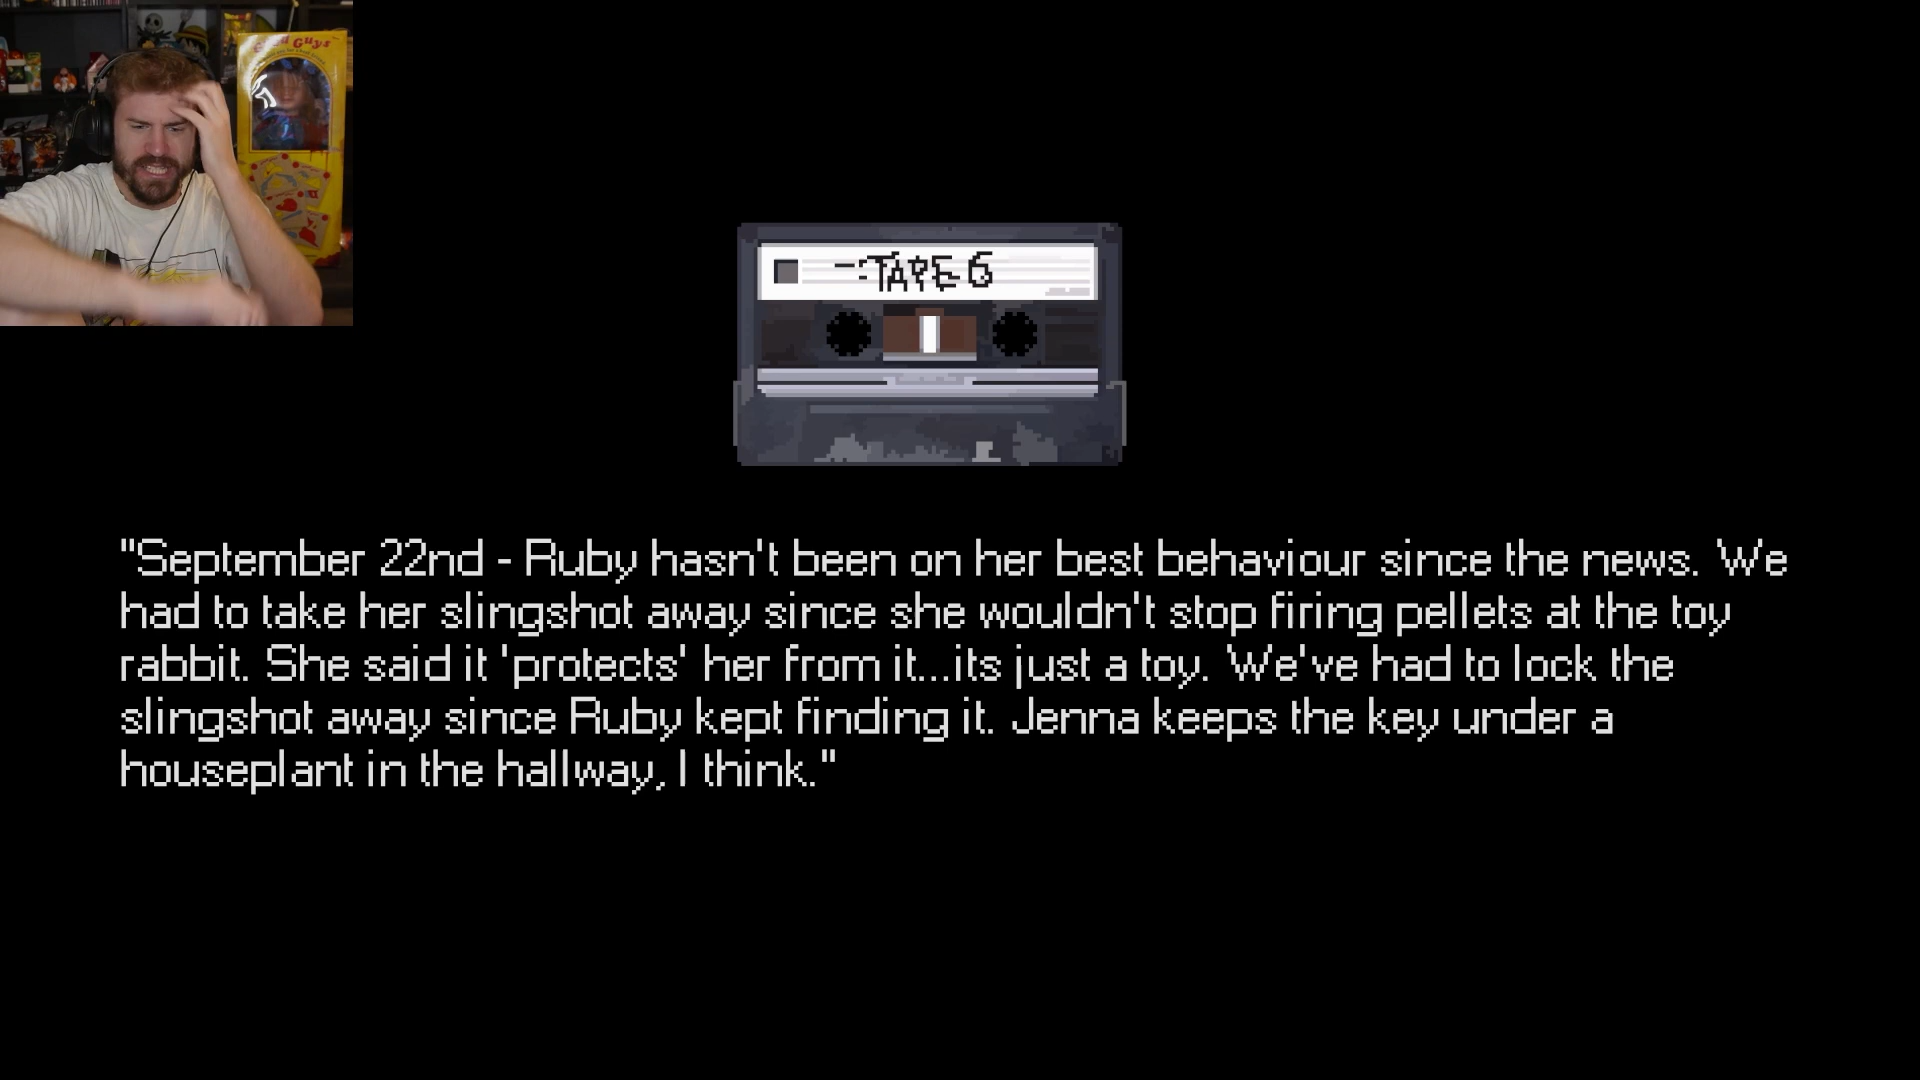 Good Guys
-TAPE 6
"September 22nd - Ruby hasn't been on her best behaviour since the news. We
had to take her slingshot away since she wouldn't stop firing pellets at the toy
rabbit. She said it 'protects' her from it...its just a toy. We've had to lock the
slingshot away since Ruby kept finding it. Jenna keeps the key under a
houseplant in the hallway, I think."